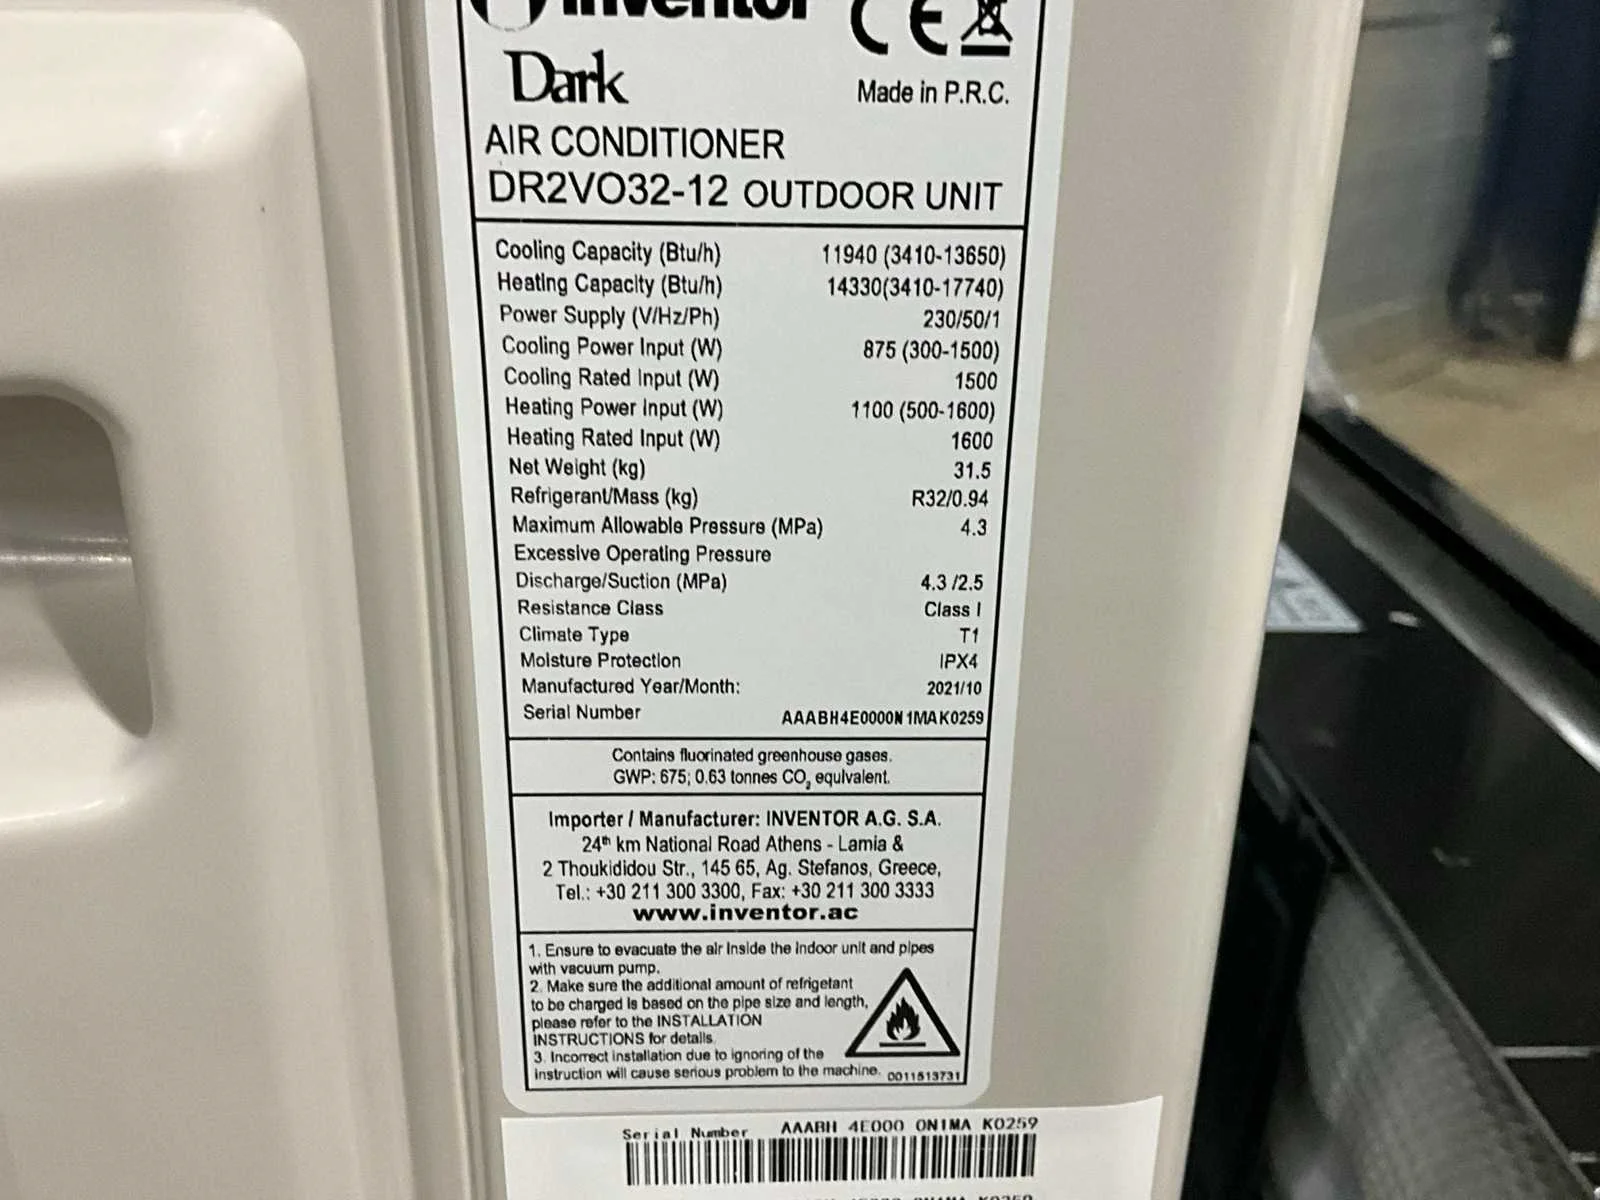 inventor
CE
Dark
Made in P.R.C.
AIR CONDITIONER
DR2VO32-12 OUTDOOR UNIT
Cooling Capacity (Btu/h) 11940 (3410-13650)
Heating Capacity (Btu/h) 14330(3410-17740)
Power Supply (V/Hz/Ph) 230/50/1
Cooling Power Input (W) 875 (300-1500)
Cooling Rated Input (W) 1500
Heating Power Input (W) 1100 (500-1600)
Heating Rated Input (W) 1600
Net Weight (kg) 31.5
Refrigerant/Mass (kg) R32/0.94
Maximum Allowable Pressure (MPa) 4.3
Excessive Operating Pressure
Discharge/Suction (MPa) 4.3 /2.5
Resistance Class Class I
Climate Type T1
Moisture Protection IPX4
Manufactured Year/Month: 2021/10
Serial Number AAABH4E0000N1MAK0259
Contains fluorinated greenhouse gases.
GWP: 675; 0.63 tonnes CO₂ equivalent.
Importer / Manufacturer: INVENTOR A.G. S.A.
24th km National Road Athens - Lamia &
2 Thoukididou Str., 145 65, Ag. Stefanos, Greece,
Tel.: +30 211 300 3300, Fax: +30 211 300 3333
www.inventor.ac
1. Ensure to evacuate the air inside the indoor unit and pipes
with vacuum pump.
2. Make sure the additional amount of refrigetant
to be charged is based on the pipe size and length,
please refer to the INSTALLATION
INSTRUCTIONS for details.
3. Incorrect installation due to ignoring of the
instruction will cause serious problem to the machine. 0011513731
Serial Number AAABH 4E000 0N1MA K0259